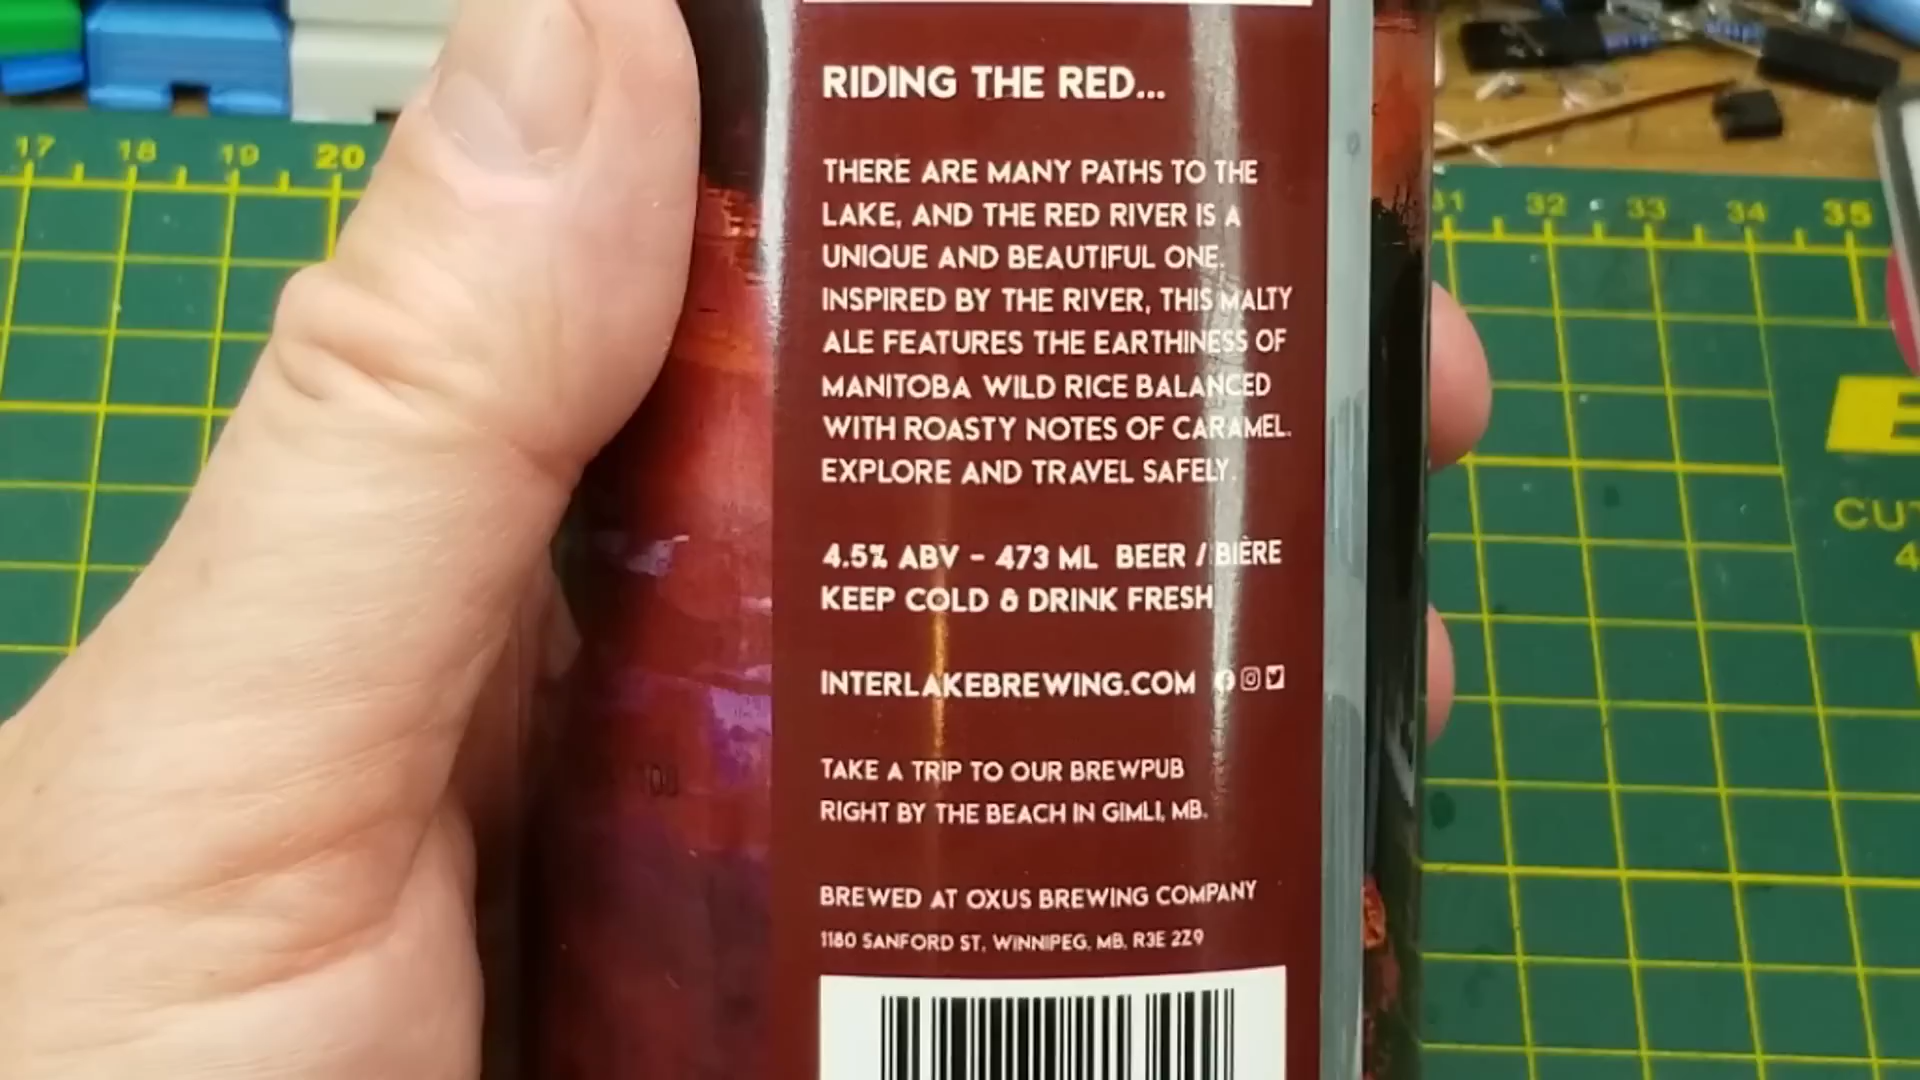 17 18 19 20
31 32 33 34 35
RIDING THE RED...
THERE ARE MANY PATHS TO THE
LAKE, AND THE RED RIVER IS A
UNIQUE AND BEAUTIFUL ONE.
INSPIRED BY THE RIVER, THIS MALTY
ALE FEATURES THE EARTHINESS OF
MANITOBA WILD RICE BALANCED
WITH ROASTY NOTES OF CARAMEL.
EXPLORE AND TRAVEL SAFELY.
4.5% ABV - 473 ML BEER / BIÈRE
KEEP COLD & DRINK FRESH
INTERLAKEBREWING.COM
TAKE A TRIP TO OUR BREWPUB
RIGHT BY THE BEACH IN GIMLI, MB.
BREWED AT OXUS BREWING COMPANY
1180 SANFORD ST, WINNIPEG, MB, R3E 2Z9